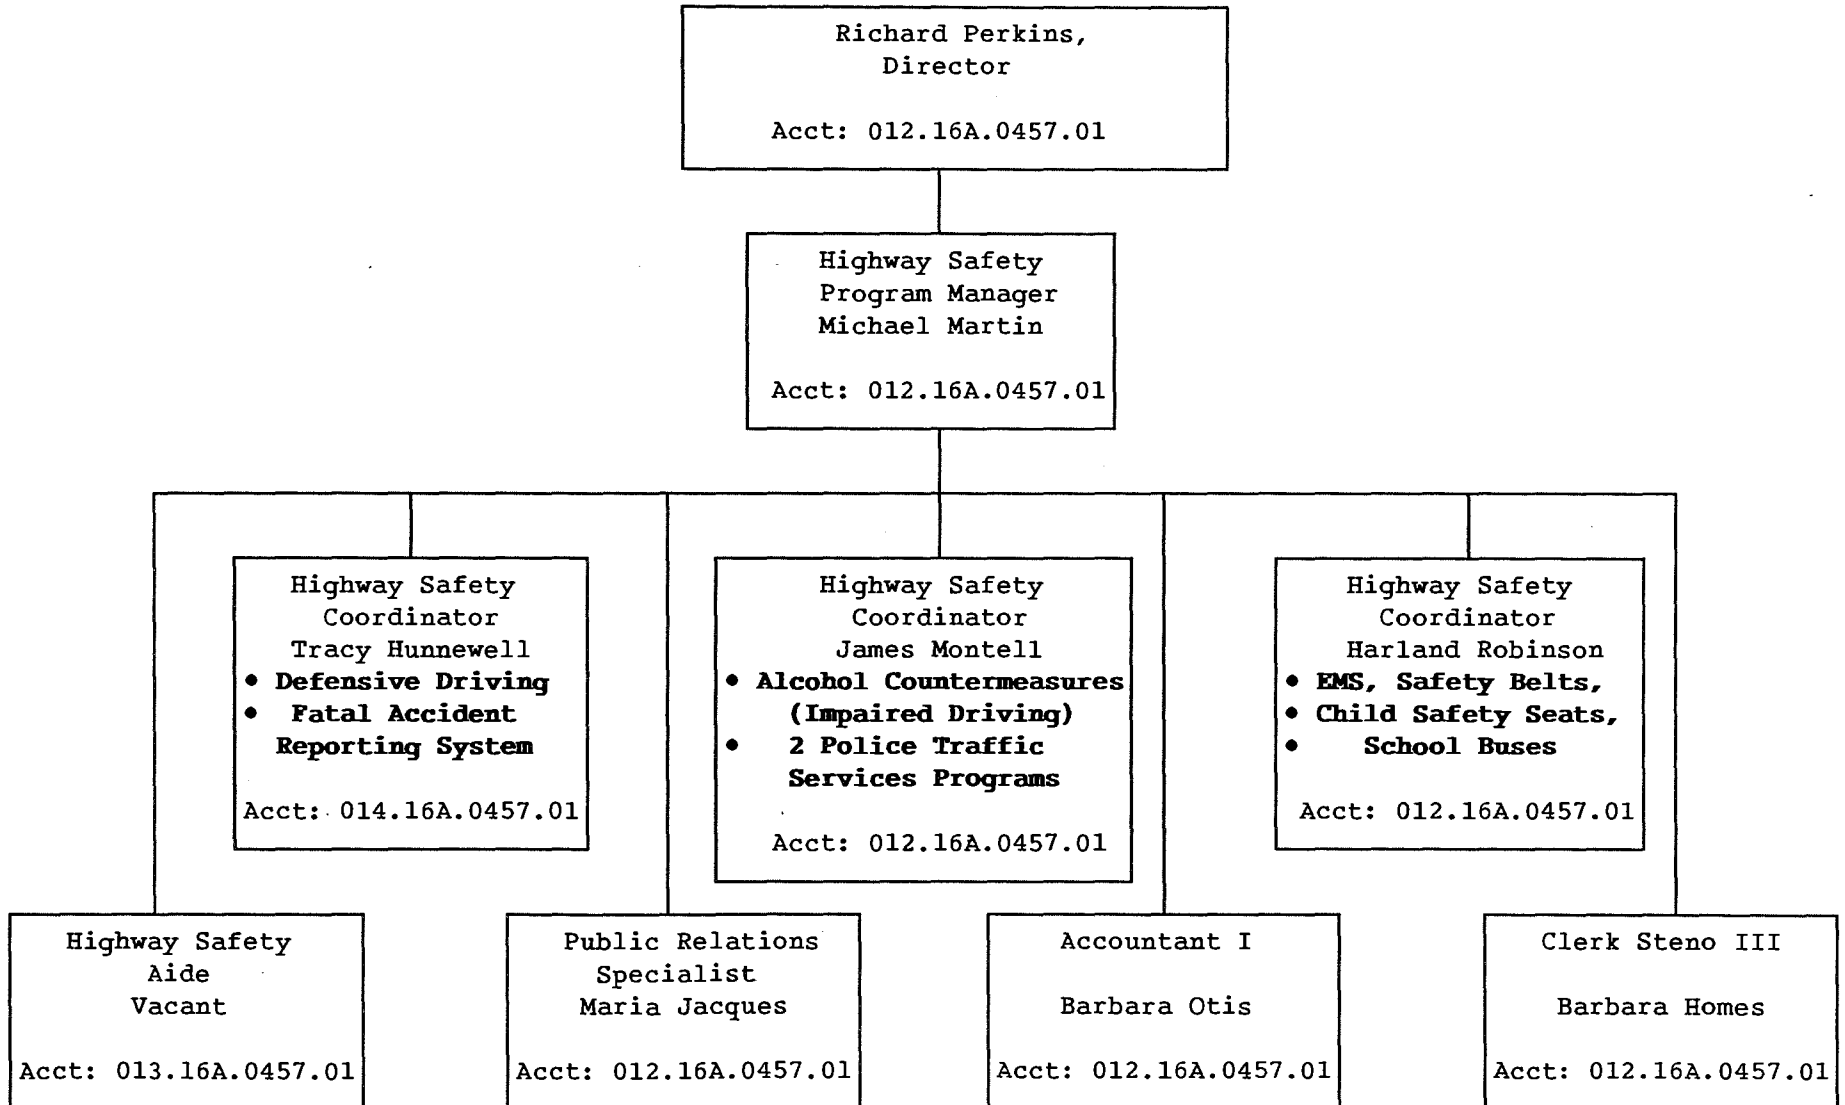 Richard Perkins,
Director
Acct: 012.16A.0457.01
Highway Safety
Program Manager
Michael Martin
Acct: 012.16A.0457.01
Highway Safety
Coordinator
Tracy Hunnewell
• Defensive Driving
• Fatal Accident
Reporting System
Acct: 014.16A.0457.01
Highway Safety
Coordinator
James Montell
• Alcohol Countermeasures
(Impaired Driving)
• 2 Police Traffic
Services Programs
Acct: 012.16A.0457.01
Highway Safety
Coordinator
Harland Robinson
• EMS, Safety Belts,
• Child Safety Seats,
• School Buses
Acct: 012.16A.0457.01
Highway Safety
Aide
Vacant
Acct: 013.16A.0457.01
Public Relations
Specialist
Maria Jacques
Acct: 012.16A.0457.01
Accountant I
Barbara Otis
Acct: 012.16A.0457.01
Clerk Steno III
Barbara Homes
Acct: 012.16A.0457.01